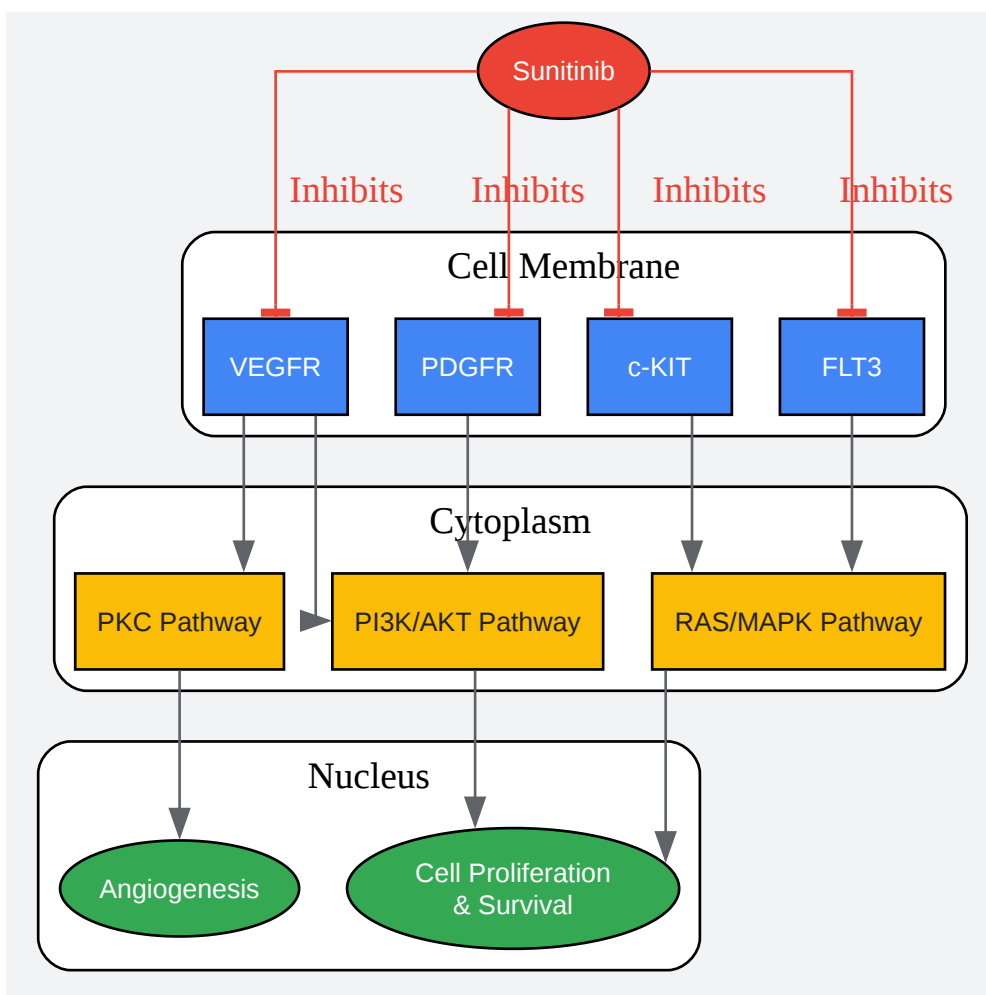 Sunitinib
Inhibits
Inhibits
Inhibits
Inhibits
Cell Membrane
VEGFR
PDGFR
c-KIT
FLT3
Cytoplasm
PKC Pathway
PI3K/AKT Pathway
RAS/MAPK Pathway
Nucleus
Angiogenesis
Cell Proliferation
& Survival